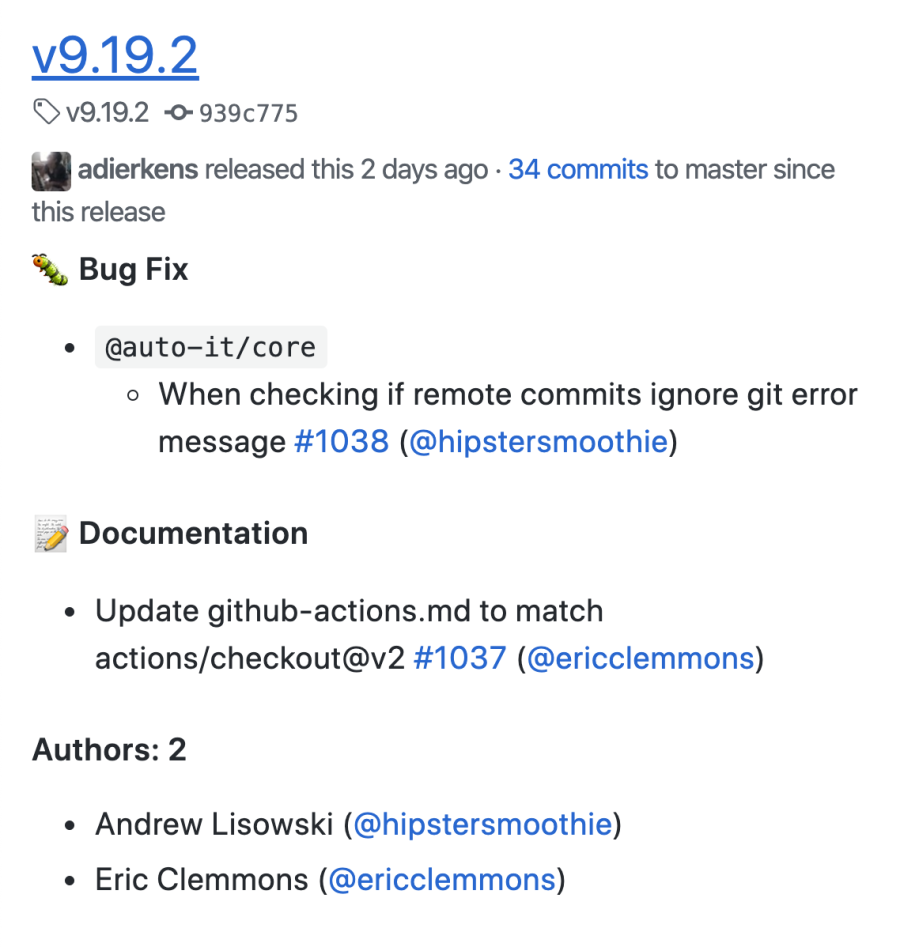 v9.19.2
v9.19.2 939c775
adierkens released this 2 days ago · 34 commits to master since
this release
🐛 Bug Fix
• @auto-it/core
◦ When checking if remote commits ignore git error
message #1038 (@hipstersmoothie)
📝 Documentation
• Update github-actions.md to match
actions/checkout@v2 #1037 (@ericclemmons)
Authors: 2
• Andrew Lisowski (@hipstersmoothie)
• Eric Clemmons (@ericclemmons)